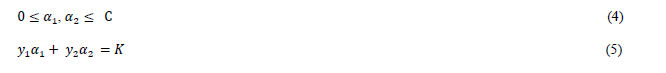 0 ≤ α₁, α₂ ≤ C (4)
y₁α₁ + y₂α₂ = K (5)